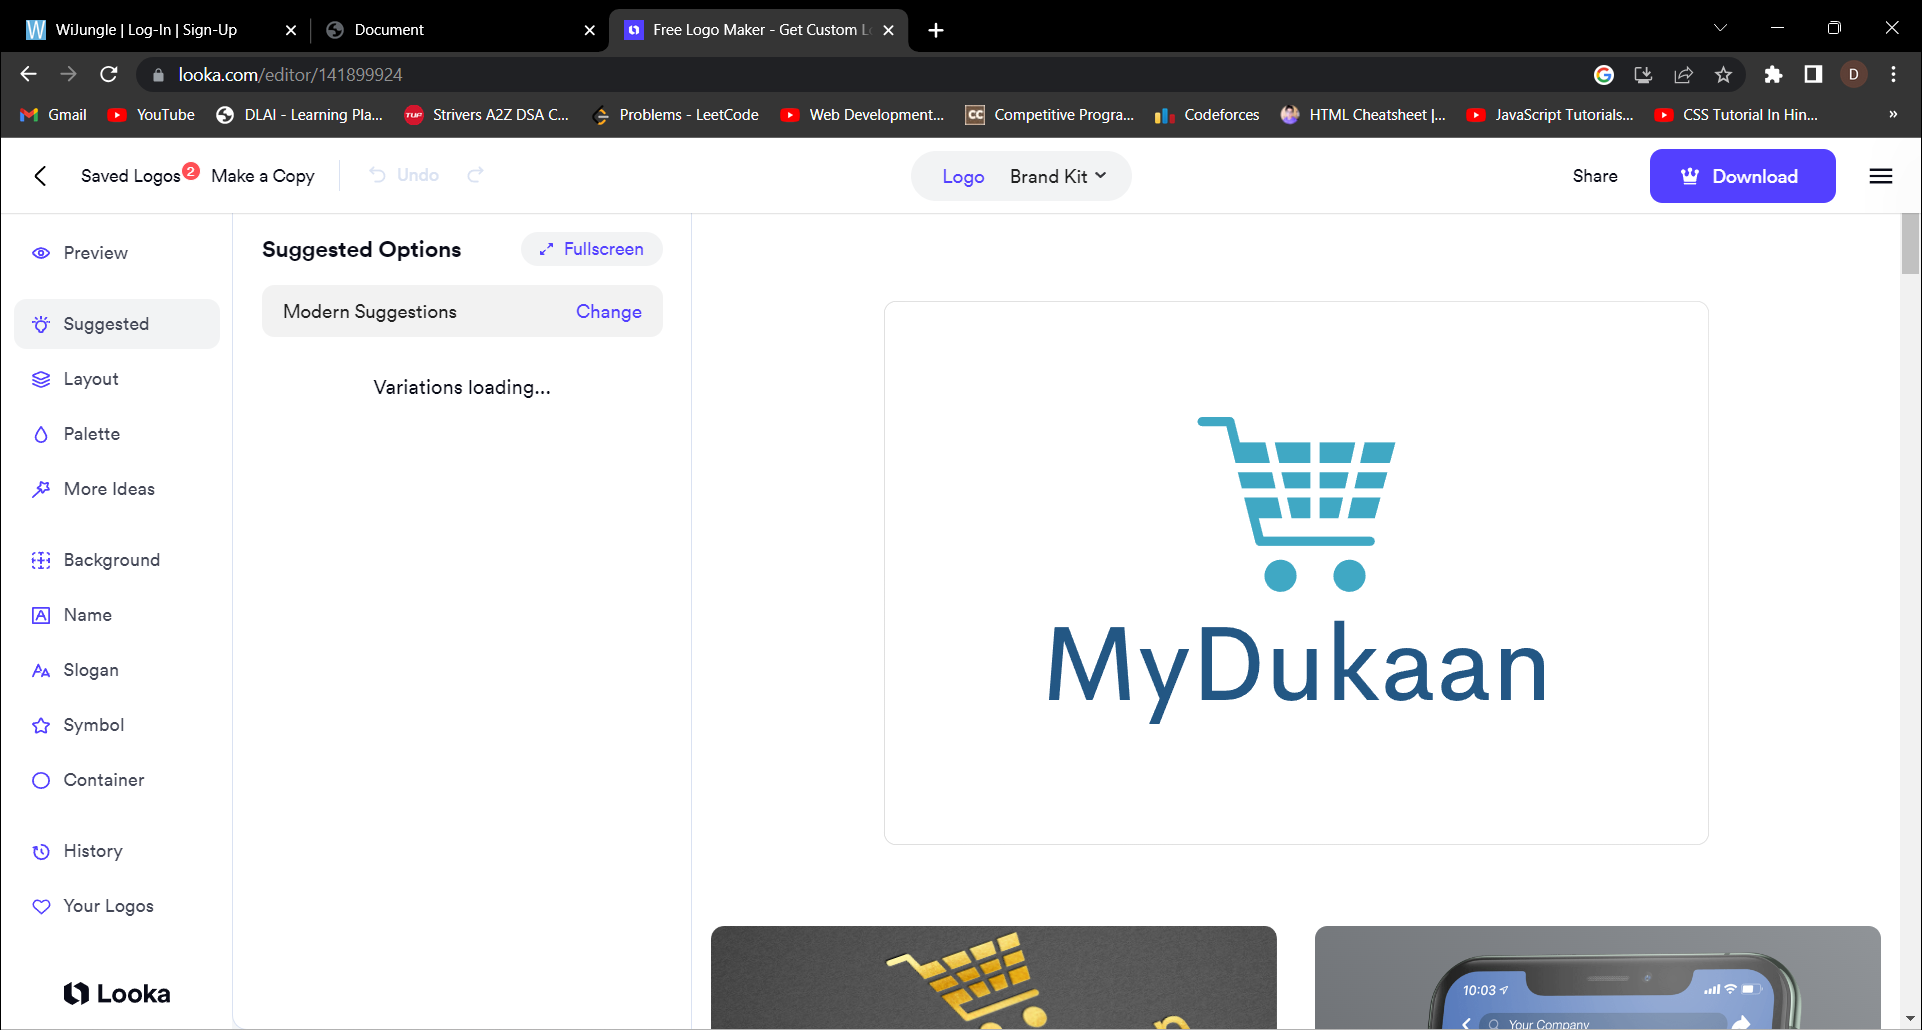 WiJungle | Log-In | Sign-Up
Document
Free Logo Maker - Get Custom L
looka.com/editor/141899924
D
Gmail
YouTube
DLAI - Learning Pla...
TUF
Strivers A2Z DSA C...
Problems - LeetCode
Web Development...
CC
Competitive Progra...
Codeforces
HTML Cheatsheet |...
JavaScript Tutorials...
CSS Tutorial In Hin...
»
Saved Logos 2
Make a Copy
Undo
Logo
Brand Kit
Share
Download
Preview
Suggested
Layout
Palette
More Ideas
Background
Name
Slogan
Symbol
Container
History
Your Logos
Looka
Suggested Options
Fullscreen
Modern Suggestions
Change
Variations loading...
MyDukaan
10:03
Your Company